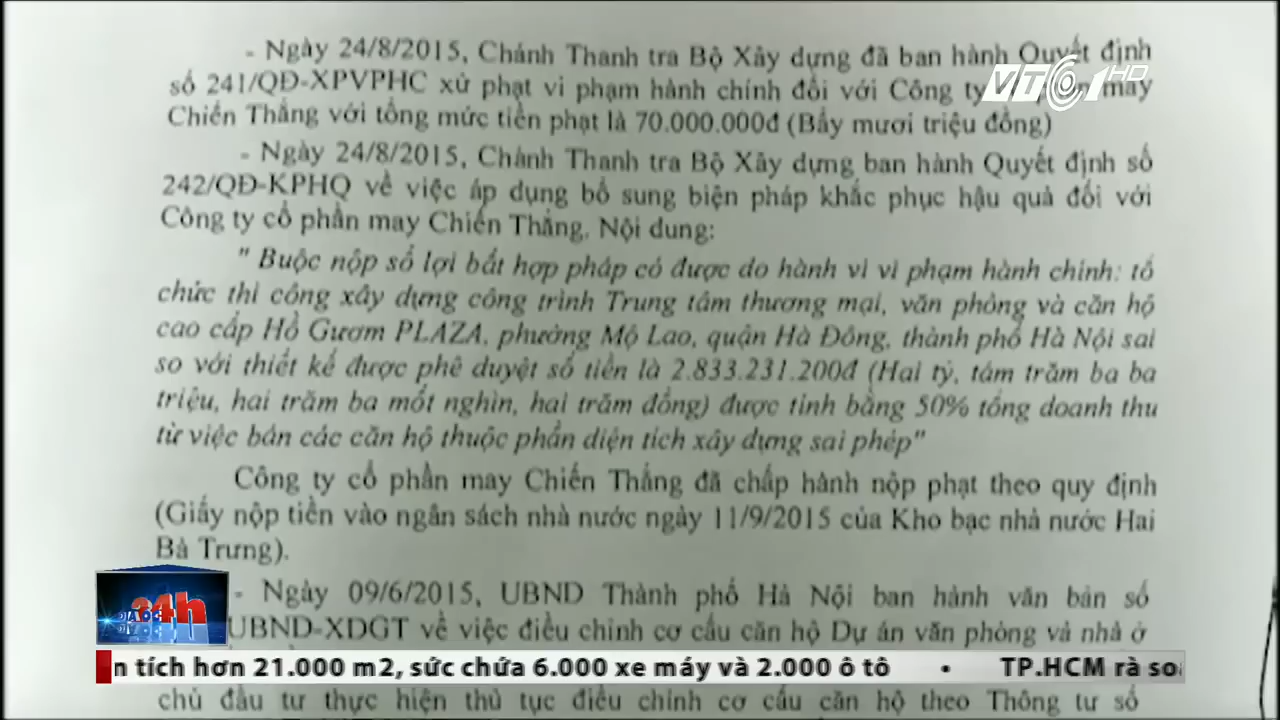 - Ngày 24/8/2015, Chánh Thanh tra Bộ Xây dựng đã ban hành Quyết định
số 241/QĐ-XPVPHC xử phạt vi phạm hành chính đối với Công ty may
VTC1 HD
Chiến Thắng với tổng mức tiền phạt là 70.000.000đ (Bẩy mươi triệu đồng)
- Ngày 24/8/2015, Chánh Thanh tra Bộ Xây dựng ban hành Quyết định số
242/QĐ-KPHQ về việc áp dụng bổ sung biện pháp khắc phục hậu quả đối với
Công ty cổ phần may Chiến Thắng. Nội dung:
" Buộc nộp số lợi bất hợp pháp có được do hành vi vi phạm hành chính: tổ
chức thi công xây dựng công trình Trung tâm thương mại, văn phòng và căn hộ
cao cấp Hồ Gươm PLAZA, phường Mộ Lao, quận Hà Đông, thành phố Hà Nội sai
so với thiết kế được phê duyệt số tiền là 2.833.231.200đ (Hai tỷ, tám trăm ba ba
triệu, hai trăm ba mốt nghìn, hai trăm đồng) được tính bằng 50% tổng doanh thu
từ việc bán các căn hộ thuộc phần diện tích xây dựng sai phép"
Công ty cổ phần may Chiến Thắng đã chấp hành nộp phạt theo quy định
(Giấy nộp tiền vào ngân sách nhà nước ngày 11/9/2015 của Kho bạc nhà nước Hai
Bà Trưng).
- Ngày 09/6/2015, UBND Thành phố Hà Nội ban hành văn bản số
24h
UBND-XDGT về việc điều chỉnh cơ cấu căn hộ Dự án văn phòng và nhà ở
n tích hơn 21.000 m2, sức chứa 6.000 xe máy và 2.000 ô tô • TP.HCM rà soá
chủ đầu tư thực hiện thủ tục điều chỉnh cơ cấu căn hộ theo Thông tư số